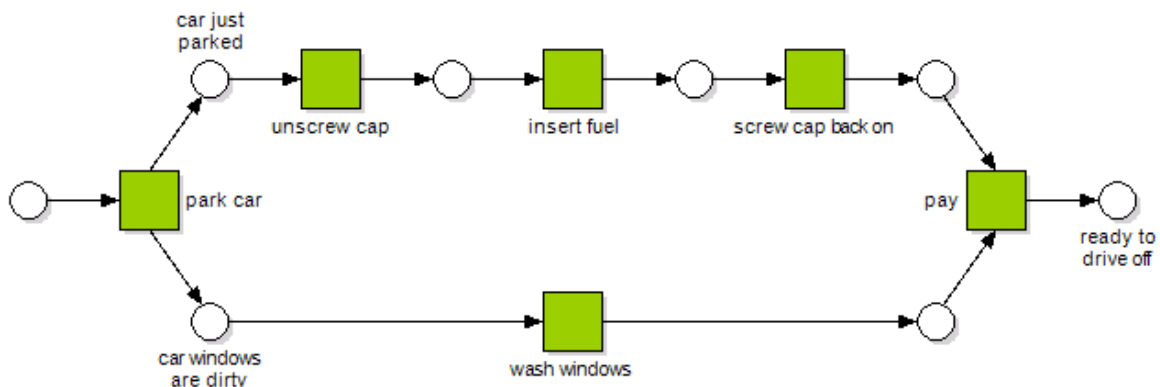 car just
parked
unscrew cap
insert fuel
screw cap back on
park car
pay
ready to
drive off
car windows
are dirty
wash windows